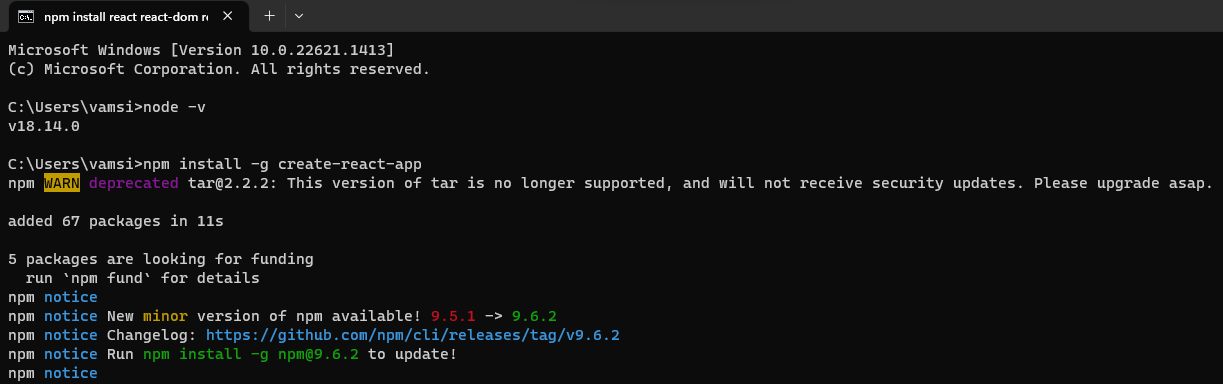 npm install react react-dom re
Microsoft Windows [Version 10.0.22621.1413]
(c) Microsoft Corporation. All rights reserved.
C:\Users\vamsi>node -v
v18.14.0
C:\Users\vamsi>npm install -g create-react-app
npm WARN deprecated tar@2.2.2: This version of tar is no longer supported, and will not receive security updates. Please upgrade asap.
added 67 packages in 11s
5 packages are looking for funding
run `npm fund` for details
npm notice
npm notice New minor version of npm available! 9.5.1 -> 9.6.2
npm notice Changelog: https://github.com/npm/cli/releases/tag/v9.6.2
npm notice Run npm install -g npm@9.6.2 to update!
npm notice